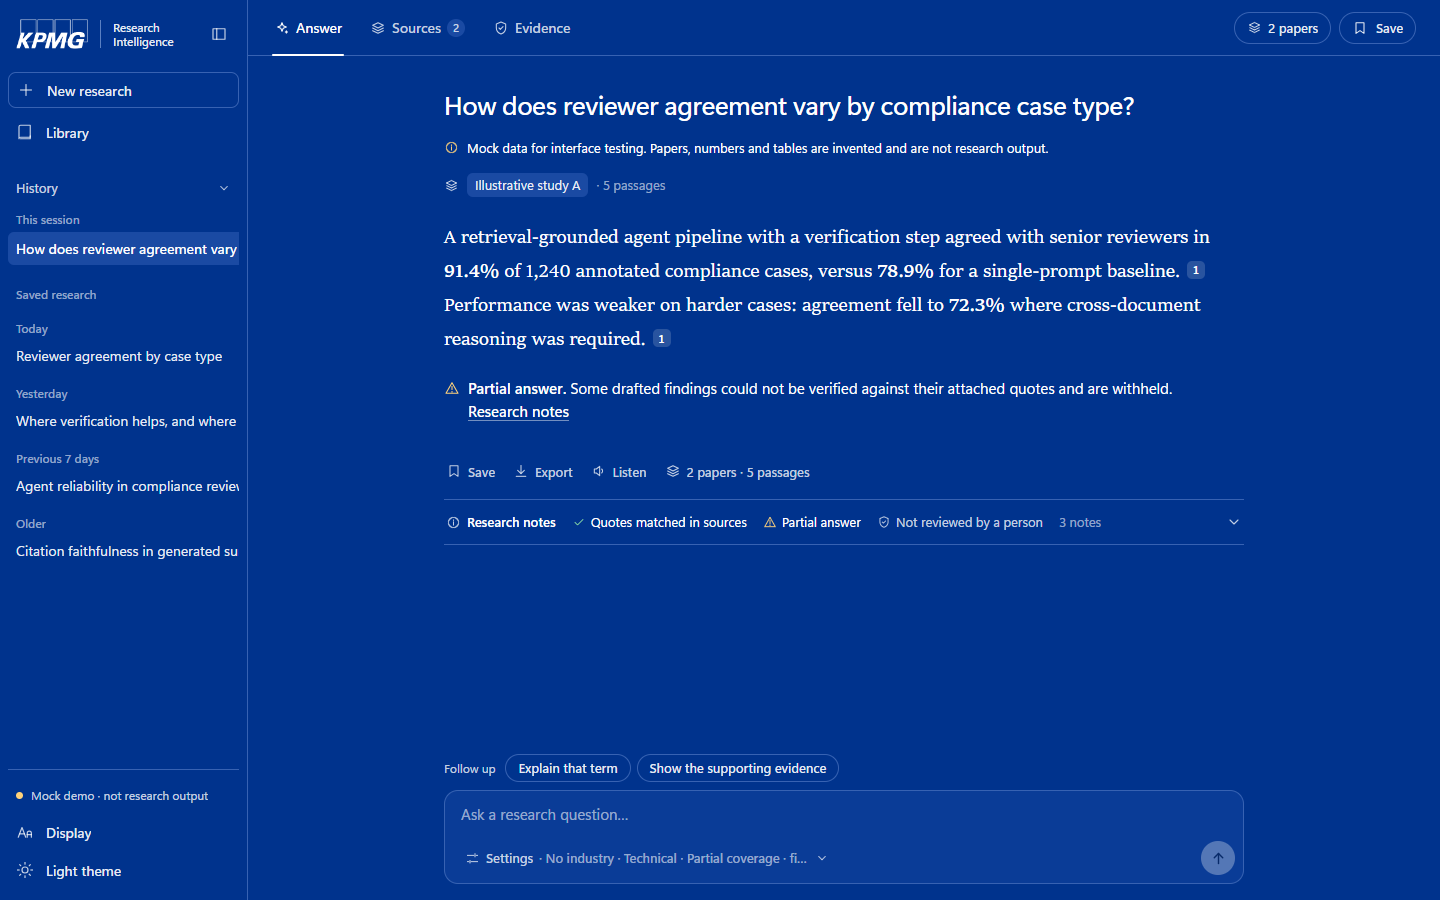 KPMG
Research
Intelligence
New research
Library
History
This session
How does reviewer agreement vary
Saved research
Today
Reviewer agreement by case type
Yesterday
Where verification helps, and where
Previous 7 days
Agent reliability in compliance review
Older
Citation faithfulness in generated su
Mock demo · not research output
Display
Light theme
Answer
Sources 2
Evidence
2 papers
Save
How does reviewer agreement vary by compliance case type?
Mock data for interface testing. Papers, numbers and tables are invented and are not research output.
Illustrative study A · 5 passages
A retrieval-grounded agent pipeline with a verification step agreed with senior reviewers in
91.4% of 1,240 annotated compliance cases, versus 78.9% for a single-prompt baseline. 1
Performance was weaker on harder cases: agreement fell to 72.3% where cross-document
reasoning was required. 1
Partial answer. Some drafted findings could not be verified against their attached quotes and are withheld.
Research notes
Save
Export
Listen
2 papers · 5 passages
Research notes
Quotes matched in sources
Partial answer
Not reviewed by a person
3 notes
Follow up
Explain that term
Show the supporting evidence
Ask a research question...
Settings · No industry · Technical · Partial coverage · fi...